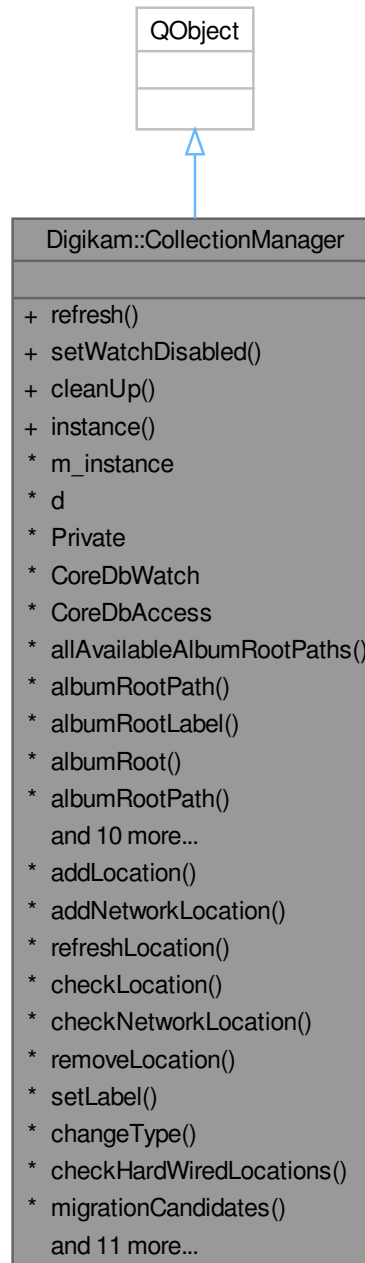 QObject
Digikam::CollectionManager
+ refresh()
+ setWatchDisabled()
+ cleanUp()
+ instance()
* m_instance
* d
* Private
* CoreDbWatch
* CoreDbAccess
* allAvailableAlbumRootPaths()
* albumRootPath()
* albumRootLabel()
* albumRoot()
* albumRootPath()
and 10 more...
* addLocation()
* addNetworkLocation()
* refreshLocation()
* checkLocation()
* checkNetworkLocation()
* removeLocation()
* setLabel()
* changeType()
* checkHardWiredLocations()
* migrationCandidates()
and 11 more...